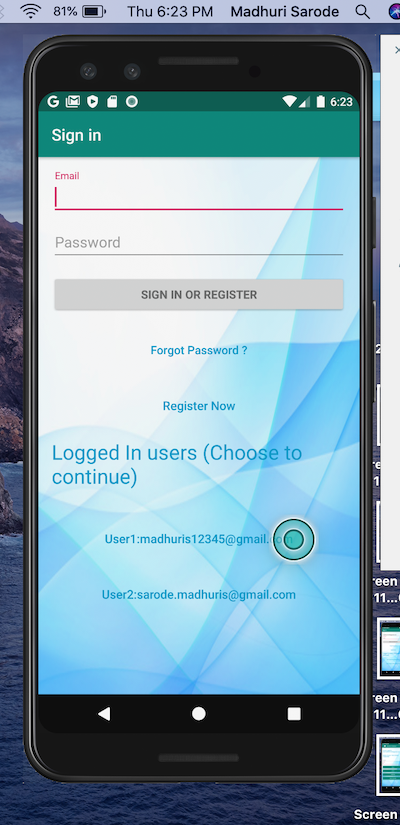 81% Thu 6:23 PM Madhuri Sarode
6:23
Sign in
Email
Password
SIGN IN OR REGISTER
Forgot Password ?
Register Now
Logged In users (Choose to
continue)
User1:madhuris12345@gmail.
User2:sarode.madhuris@gmail.com
reen
11...
reen
11...
Screen